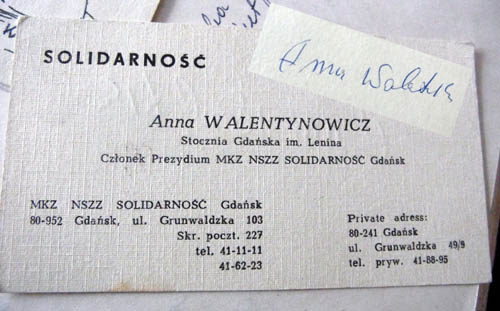 SOLIDARNOŚĆ
Anna WALENTYNOWICZ
Stocznia Gdańska im. Lenina
Członek Prezydium MKZ NSZZ SOLIDARNOŚĆ Gdańsk
MKZ NSZZ SOLIDARNOŚĆ Gdańsk
80-952 Gdańsk, ul. Grunwaldzka 103
Skr. poczt. 227
tel. 41-11-11
41-62-23
Private adress:
80-241 Gdańsk
ul. Grunwaldzka 49/9
tel. pryw. 41-88-95